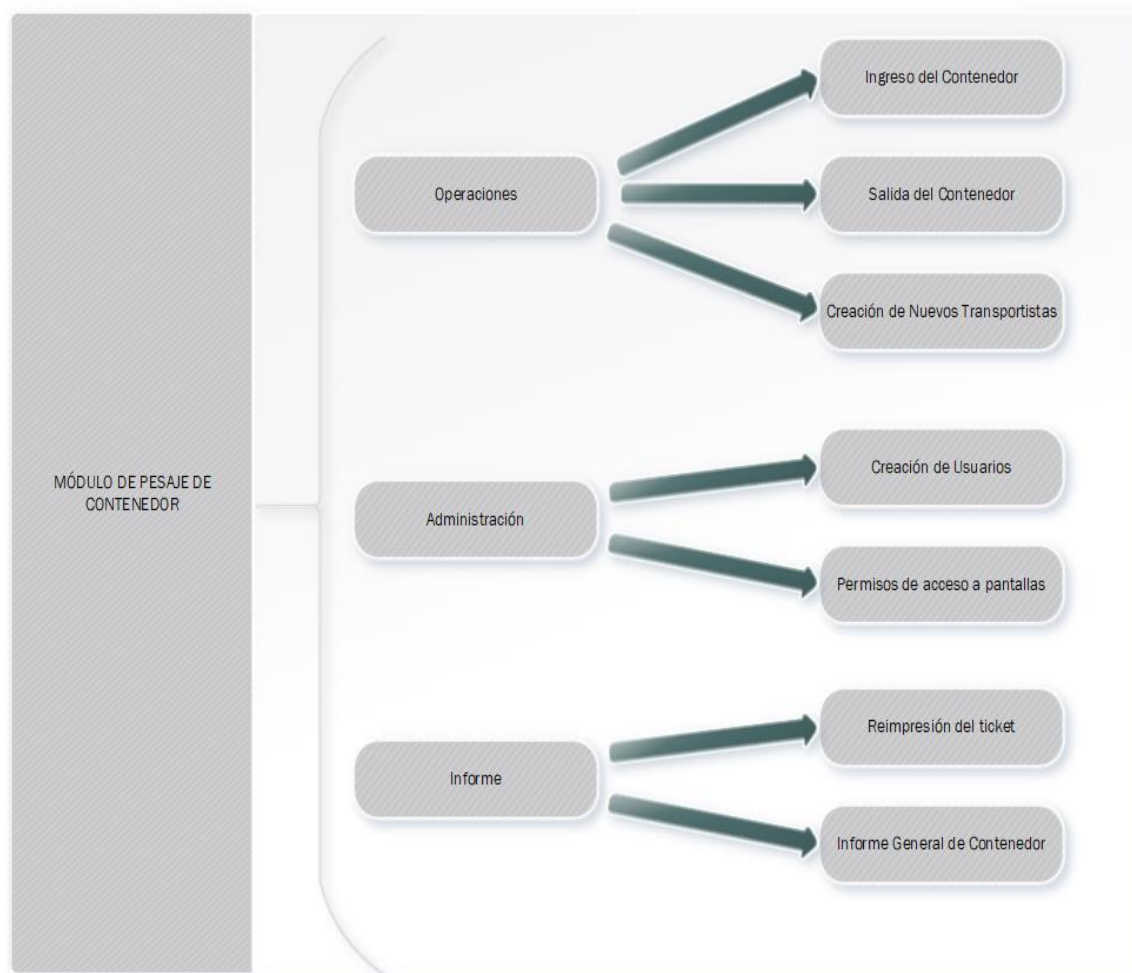 MÓDULO DE PESAJE DE
CONTENEDOR
Operaciones
Ingreso del Contenedor
Salida del Contenedor
Creación de Nuevos Transportistas
Administración
Creación de Usuarios
Permisos de acceso a pantallas
Informe
Reimpresión del ticket
Informe General de Contenedor